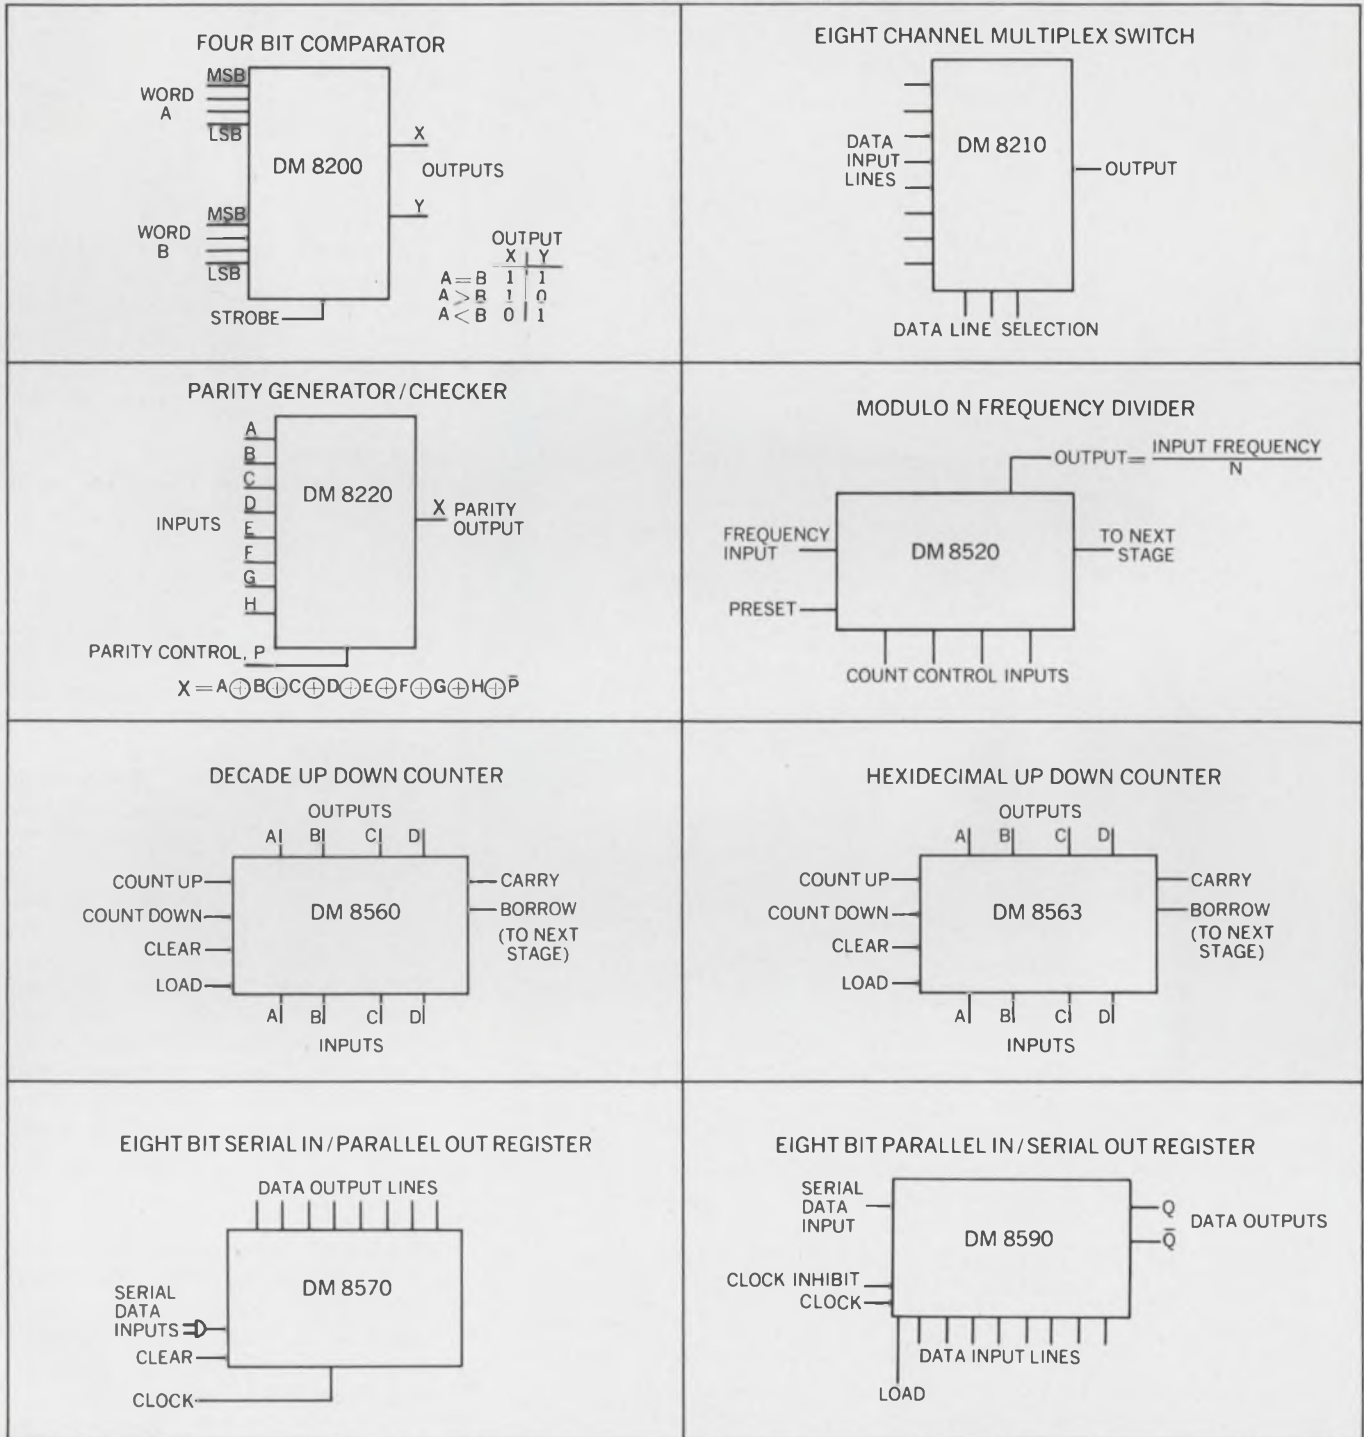 FOUR BIT COMPARATOR
MSB
WORD
A
LSB
DM 8200
X
OUTPUTS
Y
MSB
WORD
B
LSB
STROBE
OUTPUT
X Y
A=B 1 1
A>B 1 0
A<B 0 1
EIGHT CHANNEL MULTIPLEX SWITCH
DATA
INPUT
LINES
DM 8210
OUTPUT
DATA LINE SELECTION
PARITY GENERATOR/CHECKER
A
B
C
D
E
F
G
H
INPUTS
DM 8220
X PARITY
OUTPUT
PARITY CONTROL, P
X=A⊕B⊕C⊕D⊕E⊕F⊕G⊕H⊕P̄
MODULO N FREQUENCY DIVIDER
OUTPUT= INPUT FREQUENCY
N
FREQUENCY
INPUT
DM 8520
TO NEXT
STAGE
PRESET
COUNT CONTROL INPUTS
DECADE UP DOWN COUNTER
OUTPUTS
A B C D
COUNT UP
COUNT DOWN
CLEAR
LOAD
DM 8560
CARRY
BORROW
(TO NEXT
STAGE)
A B C D
INPUTS
HEXIDECIMAL UP DOWN COUNTER
OUTPUTS
A B C D
COUNT UP
COUNT DOWN
CLEAR
LOAD
DM 8563
CARRY
BORROW
(TO NEXT
STAGE)
A B C D
INPUTS
EIGHT BIT SERIAL IN/PARALLEL OUT REGISTER
DATA OUTPUT LINES
DM 8570
SERIAL
DATA
INPUTS
CLEAR
CLOCK
EIGHT BIT PARALLEL IN/SERIAL OUT REGISTER
SERIAL
DATA
INPUT
DM 8590
Q
Q̄
DATA OUTPUTS
CLOCK INHIBIT
CLOCK
DATA INPUT LINES
LOAD